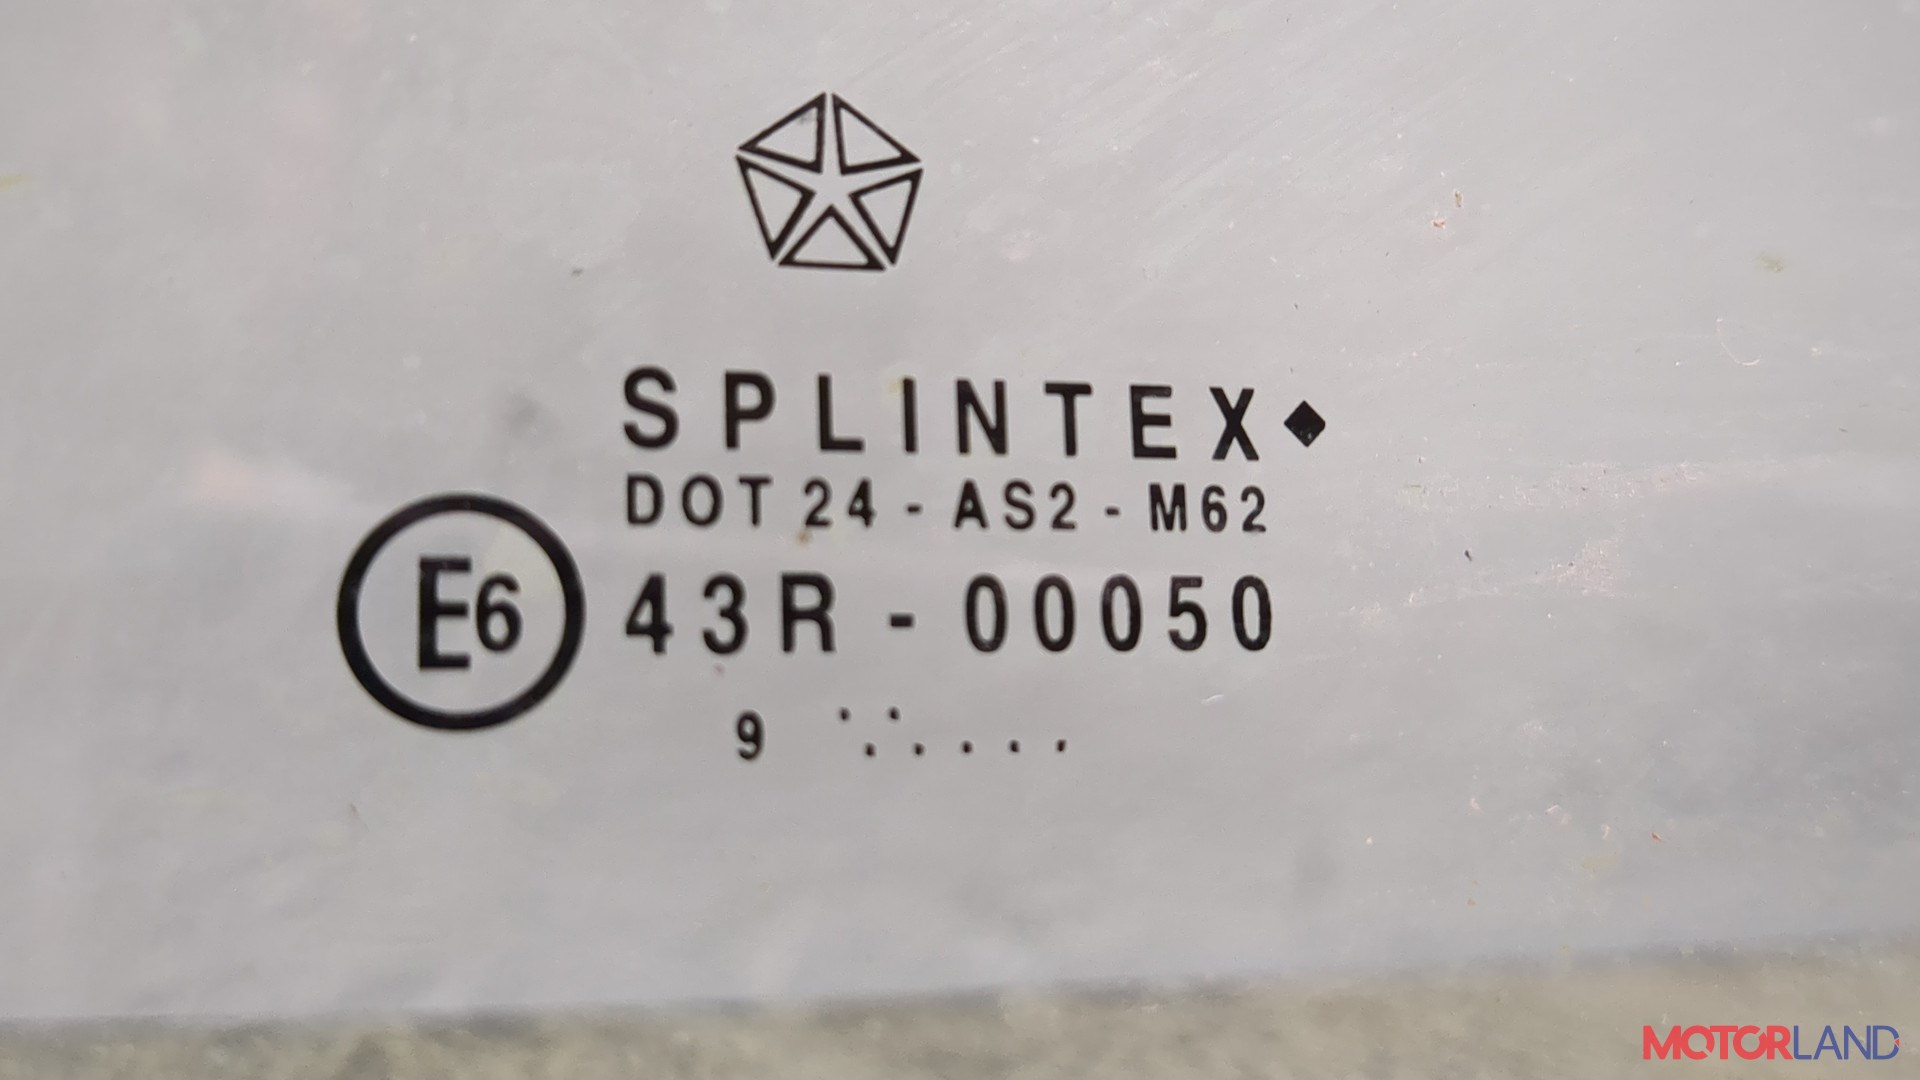 SPLINTEX
DOT 24 - AS2 - M62
E6
43R - 00050
9
MOTORLAND